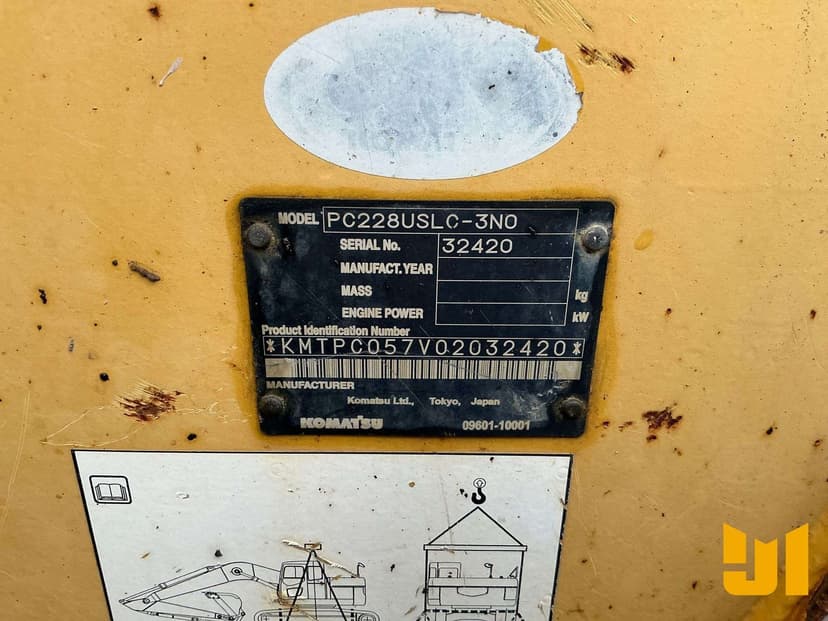 MODEL PC228USLC-3N0
SERIAL No. 32420
MANUFACT.YEAR
MASS kg
ENGINE POWER kW
Product Identification Number
*KMTPC057V02032420*
MANUFACTURER
Komatsu Ltd., Tokyo, Japan
KOMATSU 09601-10001